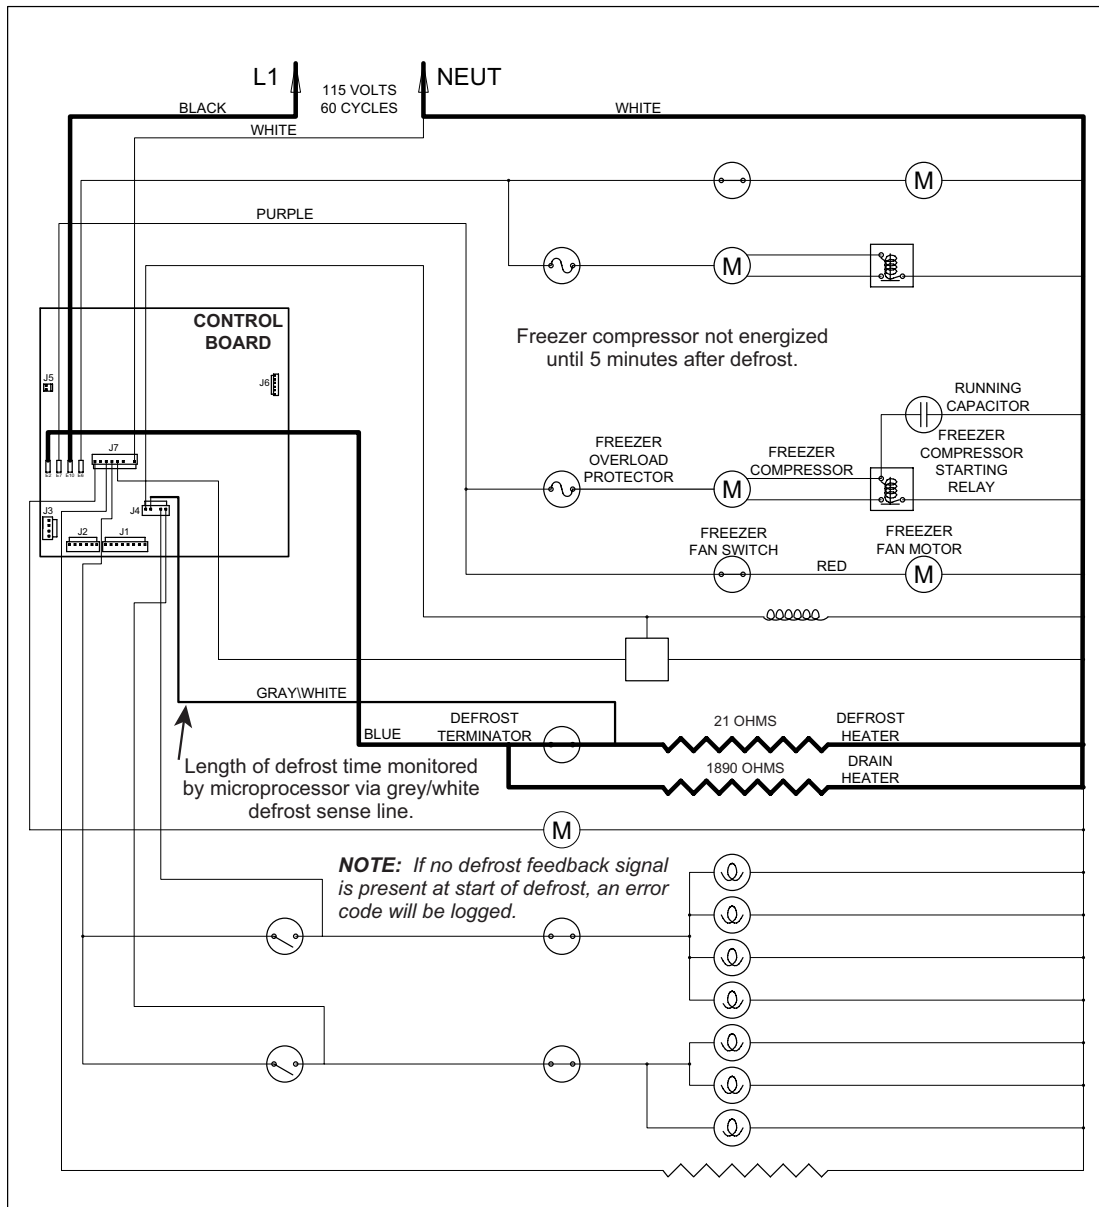 L1
NEUT
115 VOLTS
60 CYCLES
BLACK
WHITE
WHITE
PURPLE
M
M
CONTROL
BOARD
Freezer compressor not energized
until 5 minutes after defrost.
J5
J6
RUNNING
CAPACITOR
J7
FREEZER
OVERLOAD
PROTECTOR
FREEZER
COMPRESSOR
FREEZER
COMPRESSOR
STARTING
RELAY
E2 E7 E10 E6
M
J3
J4
J2
J1
FREEZER
FAN SWITCH
RED
FREEZER
FAN MOTOR
M
GRAY\WHITE
BLUE
DEFROST
TERMINATOR
21 OHMS
DEFROST
HEATER
1890 OHMS
DRAIN
HEATER
Length of defrost time monitored
by microprocessor via grey/white
defrost sense line.
M
NOTE: If no defrost feedback signal
is present at start of defrost, an error
code will be logged.